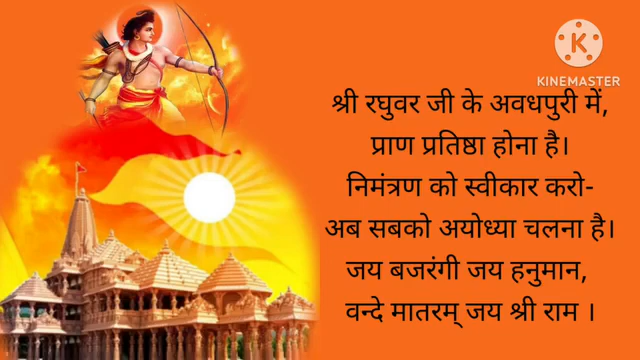 KINEMASTER
श्री रघुवर जी के अवधपुरी में,
प्राण प्रतिष्ठा होना है।
निमंत्रण को स्वीकार करो-
अब सबको अयोध्या चलना है।
जय बजरंगी जय हनुमान,
वन्दे मातरम् जय श्री राम ।